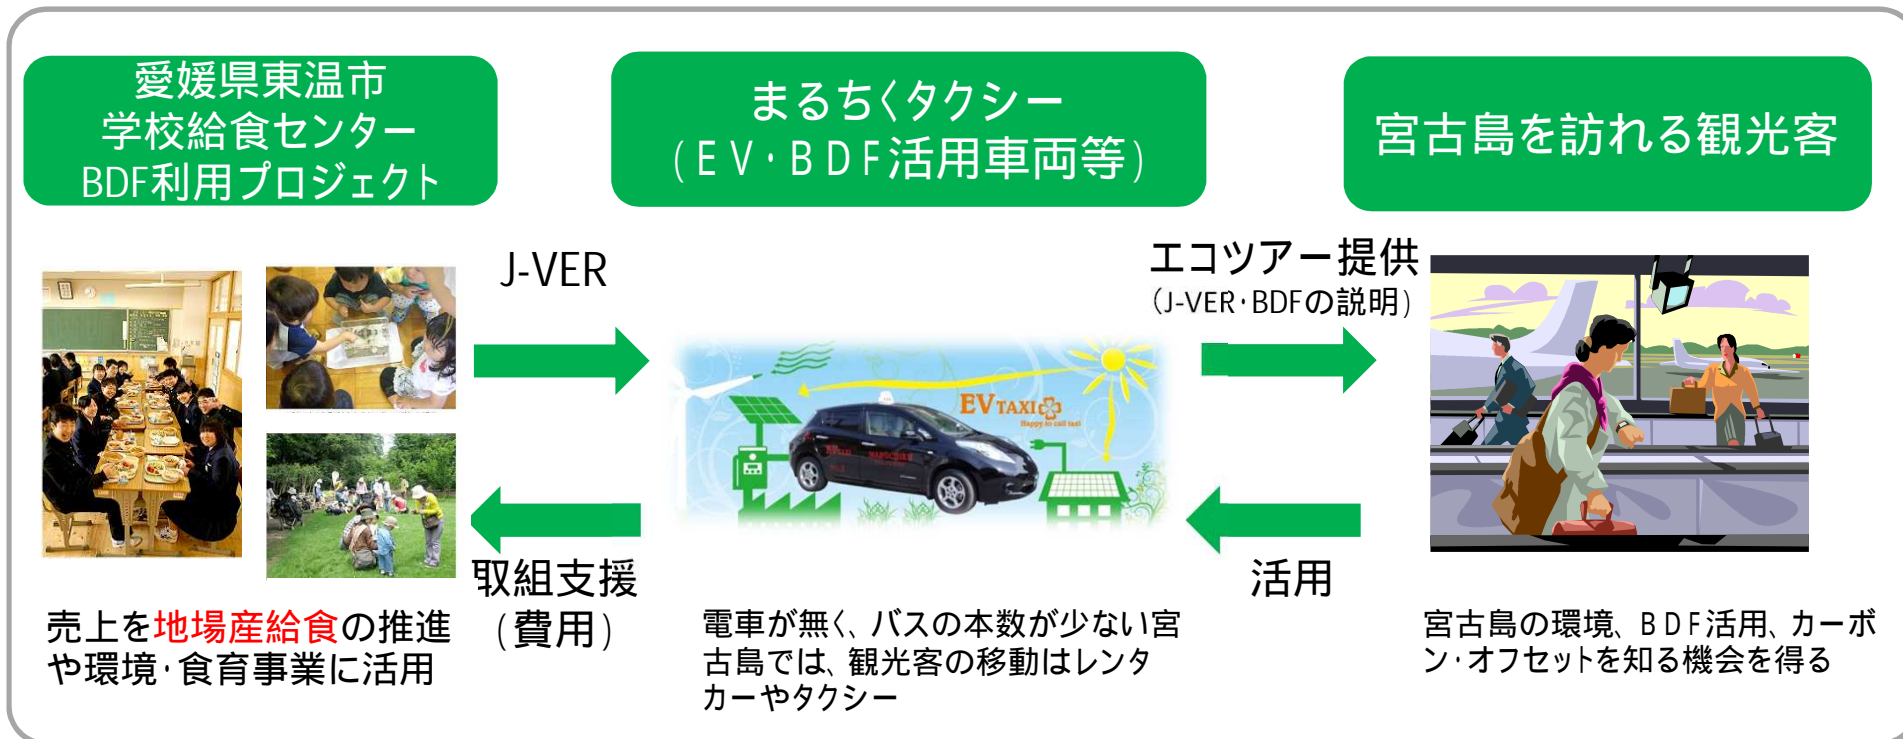 愛媛県東温市
学校給食センター
BDF利用プロジェクト
まるちくタクシー
(EV・BDF活用車両等)
宮古島を訪れる観光客
J-VER
エコツアー提供
(J-VER・BDFの説明)
EV TAXI
Happy to call taxi
取組支援
(費用)
活用
売上を地場産給食の推進
や環境・食育事業に活用
電車が無く、バスの本数が少ない宮
古島では、観光客の移動はレンタ
カーやタクシー
宮古島の環境、BDF活用、カーボ
ン・オフセットを知る機会を得る